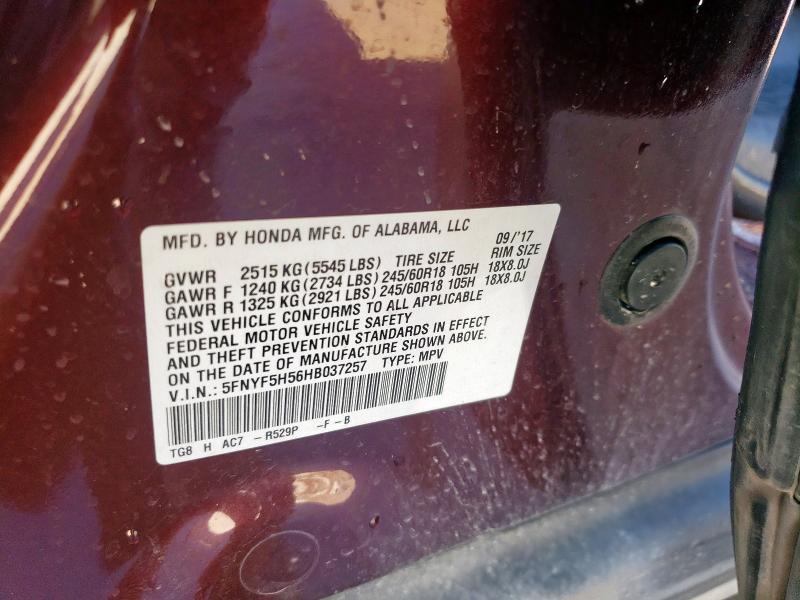 MFD. BY HONDA MFG. OF ALABAMA, LLC 09/'17
GVWR 2515 KG (5545 LBS) TIRE SIZE RIM SIZE
GAWR F 1240 KG (2734 LBS) 245/60R18 105H 18X8.0J
GAWR R 1325 KG (2921 LBS) 245/60R18 105H 18X8.0J
THIS VEHICLE CONFORMS TO ALL APPLICABLE
FEDERAL MOTOR VEHICLE SAFETY
AND THEFT PREVENTION STANDARDS IN EFFECT
ON THE DATE OF MANUFACTURE SHOWN ABOVE.
V.I.N.: 5FNYF5H56HB037257 TYPE: MPV
TG8 H AC7 -R529P -F -B